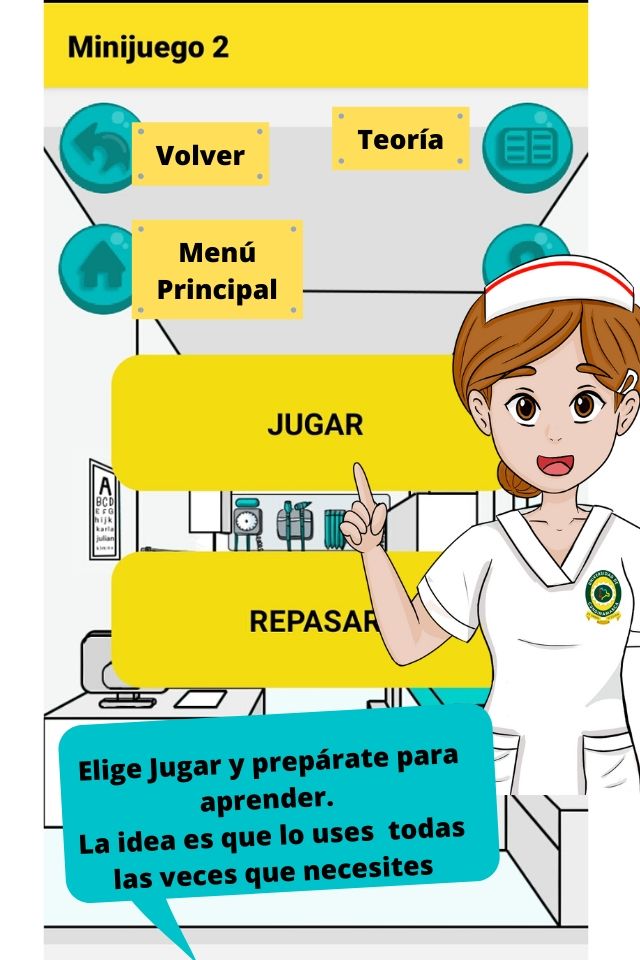 Minijuego 2
Volver
Teoría
Menú
Principal
JUGAR
A
BCD
EFG
hijk
karla
julian
REPASAR
Elige Jugar y prepárate para
aprender.
La idea es que lo uses todas
las veces que necesites